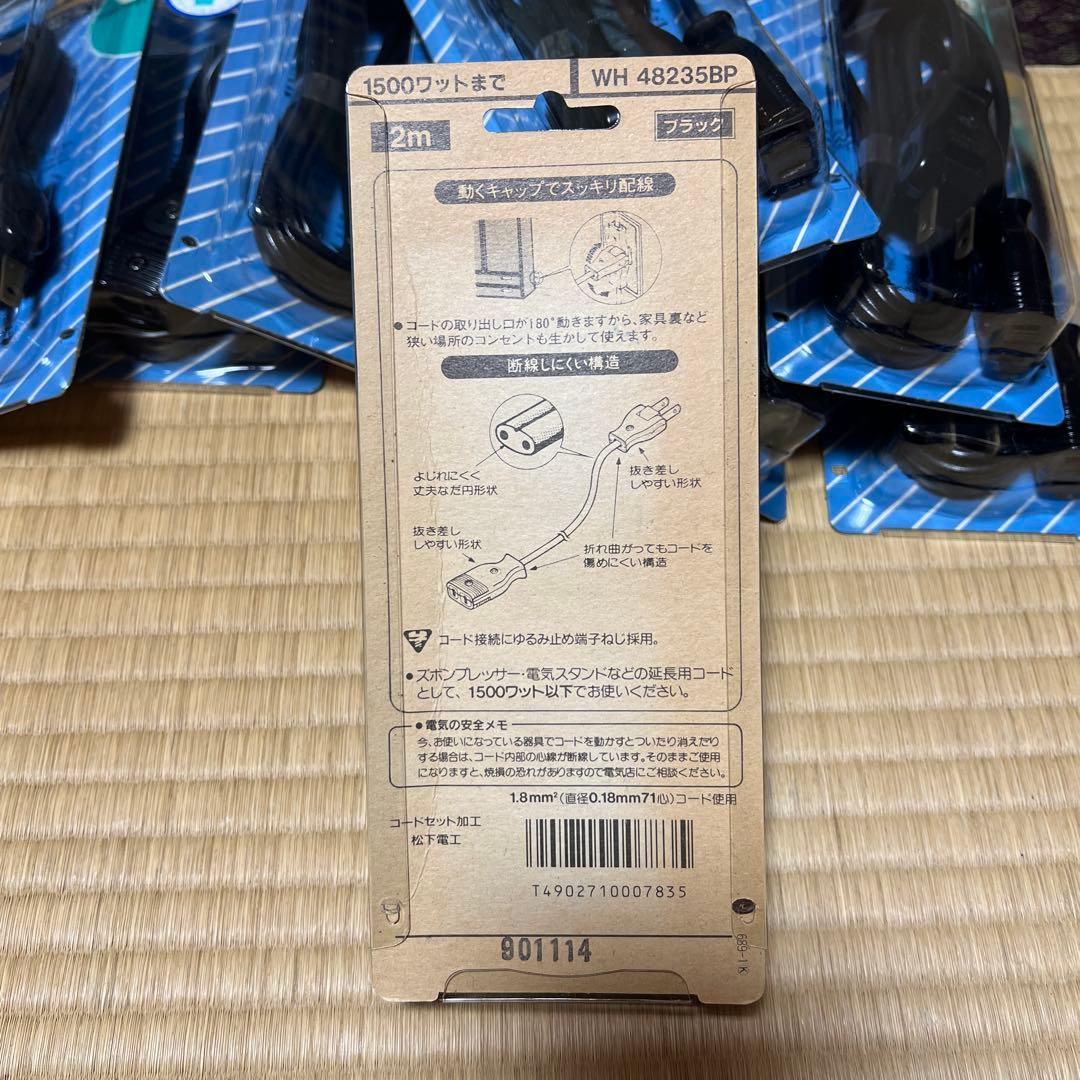 1500ワットまで
WH 48235BP
2m
ブラック
動くキャップでスッキリ配線
●コードの取り出し口が180°動きますから、家具裏など
狭い場所のコンセントも生かして使えます。
断線しにくい構造
よじれにくく
丈夫なだ円形状
抜き差し
しやすい形状
抜き差し
しやすい形状
折れ曲がってもコードを
傷めにくい構造
コード接続にゆるみ止め端子ねじ採用。
●ズボンプレッサー・電気スタンドなどの延長用コード
として、1500ワット以下でお使いください。
●電気の安全メモ
今、お使いになっている器具でコードを動かすとついたり消えたり
する場合は、コード内部の心線が断線しています。そのままご使用
になりますと、焼損の恐れがありますので電気店にご相談ください。
1.8mm²(直径0.18mm71心)コード使用
コードセット加工
松下電工
T4902710007835
901114
689-1K